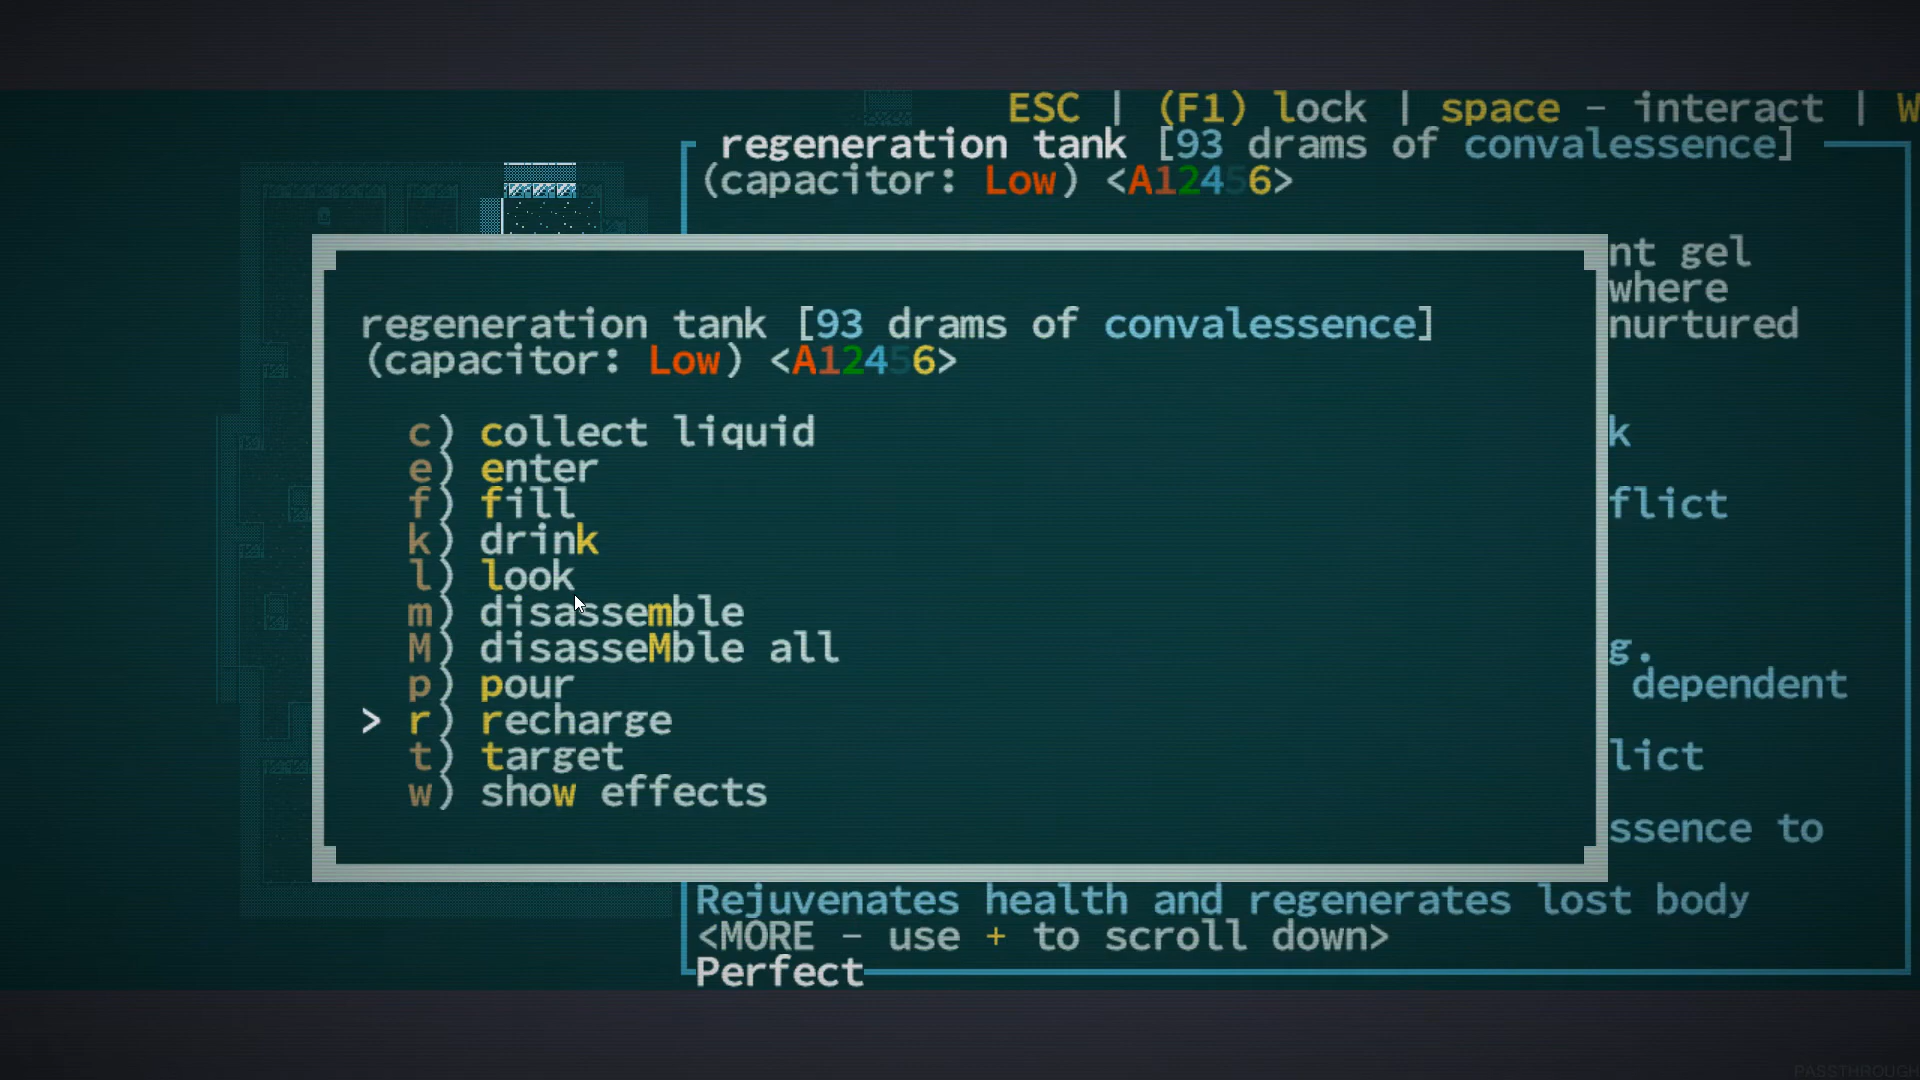 ESC | (F1) lock | space – interact | W
regeneration tank [93 drams of convalessence]
(capacitor: Low) <A12456>
nt gel
where
nurtured
regeneration tank [93 drams of convalessence]
(capacitor: Low) <A12456>
c) collect liquid
k
e) enter
f) fill
flict
k) drink
l) look
m) disassemble
M) disasseMble all
g.
p) pour
dependent
> r) recharge
t) target
lict
w) show effects
ssence to
Rejuvenates health and regenerates lost body
<MORE – use + to scroll down>
Perfect
PASSTHROUGH